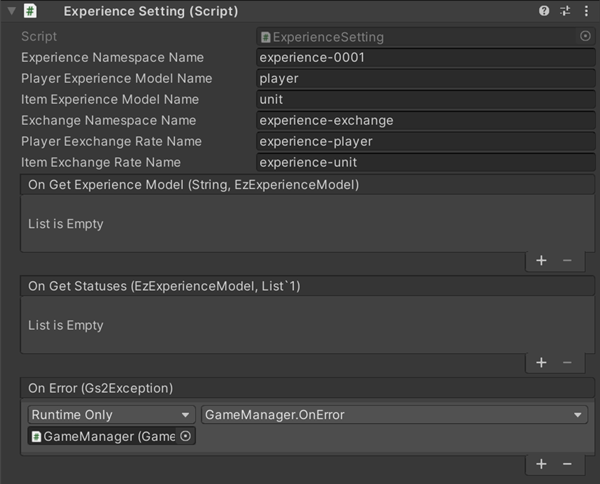 Experience Setting (Script)
Script ExperienceSetting
Experience Namespace Name experience-0001
Player Experience Model Name player
Item Experience Model Name unit
Exchange Namespace Name experience-exchange
Player Eexchange Rate Name experience-player
Item Exchange Rate Name experience-unit
On Get Experience Model (String, EzExperienceModel)
List is Empty
+ −
On Get Statuses (EzExperienceModel, List`1)
List is Empty
+ −
On Error (Gs2Exception)
Runtime Only GameManager.OnError
GameManager (Game
+ −